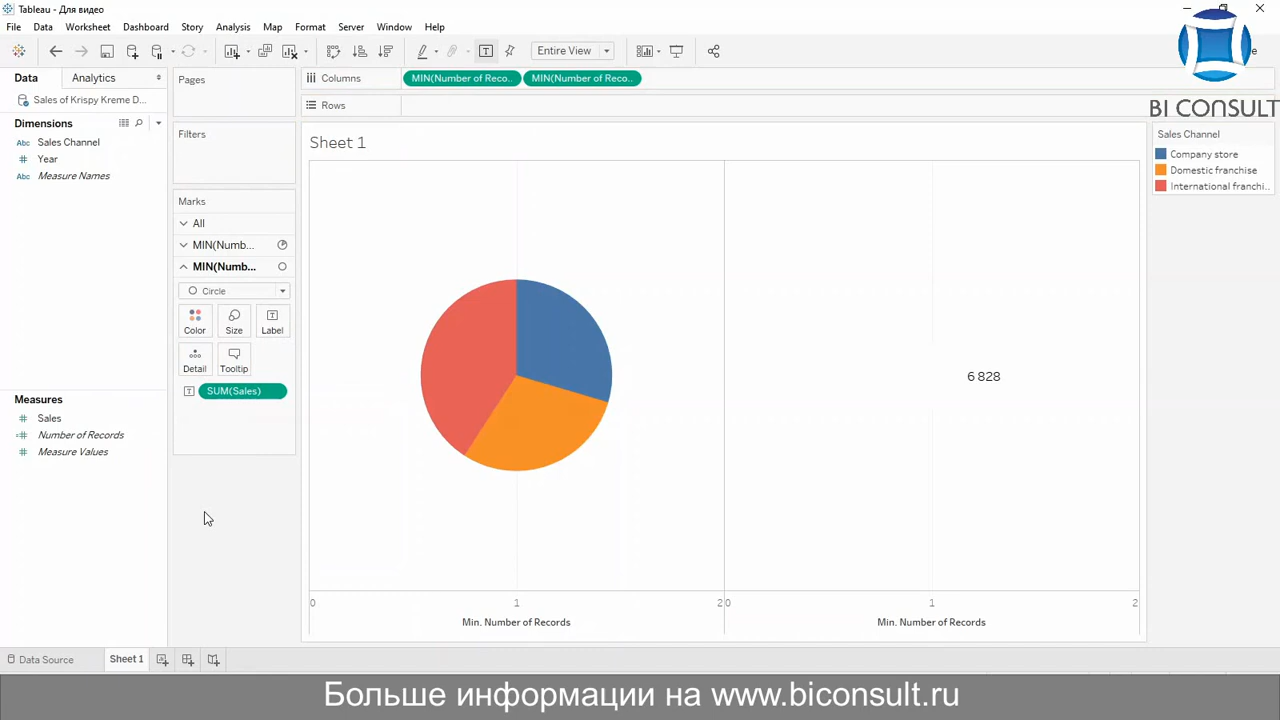 Tableau - Для видео
File Data Worksheet Dashboard Story Analysis Map Format Server Window Help
Entire View
BI CONSULT
Data Analytics
Sales of Krispy Kreme D...
Dimensions
Abc Sales Channel
# Year
Abc Measure Names
Measures
# Sales
# Number of Records
# Measure Values
Pages
Filters
Marks
All
MIN(Numb...
MIN(Numb...
Circle
Color Size Label
Detail Tooltip
SUM(Sales)
Columns MIN(Number of Reco.. MIN(Number of Reco..
Rows
Sheet 1
6 828
0 1 2 0 1 2
Min. Number of Records Min. Number of Records
Sales Channel
Company store
Domestic franchise
International franchi..
Data Source Sheet 1
Больше информации на www.biconsult.ru